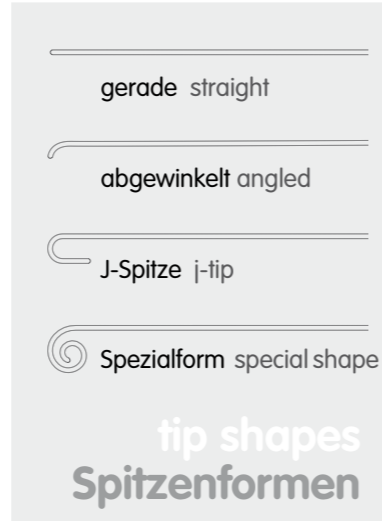 gerade straight
abgewinkelt angled
J-Spitze j-tip
Spezialform special shape
tip shapes
Spitzenformen